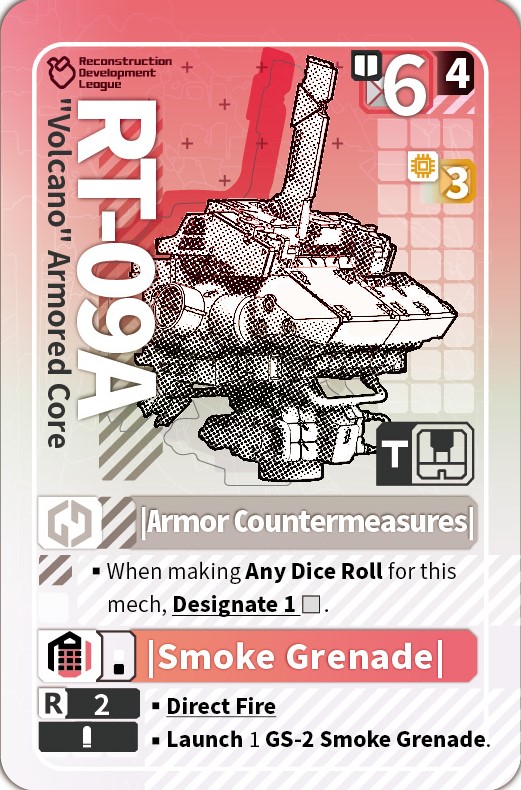 Reconstruction
Development
League
RT-09A
"Volcano" Armored Core
6
4
3
T
|Armor Countermeasures|
▪ When making Any Dice Roll for this
mech, Designate 1 □.
|Smoke Grenade|
R 2
▪ Direct Fire
▪ Launch 1 GS-2 Smoke Grenade.